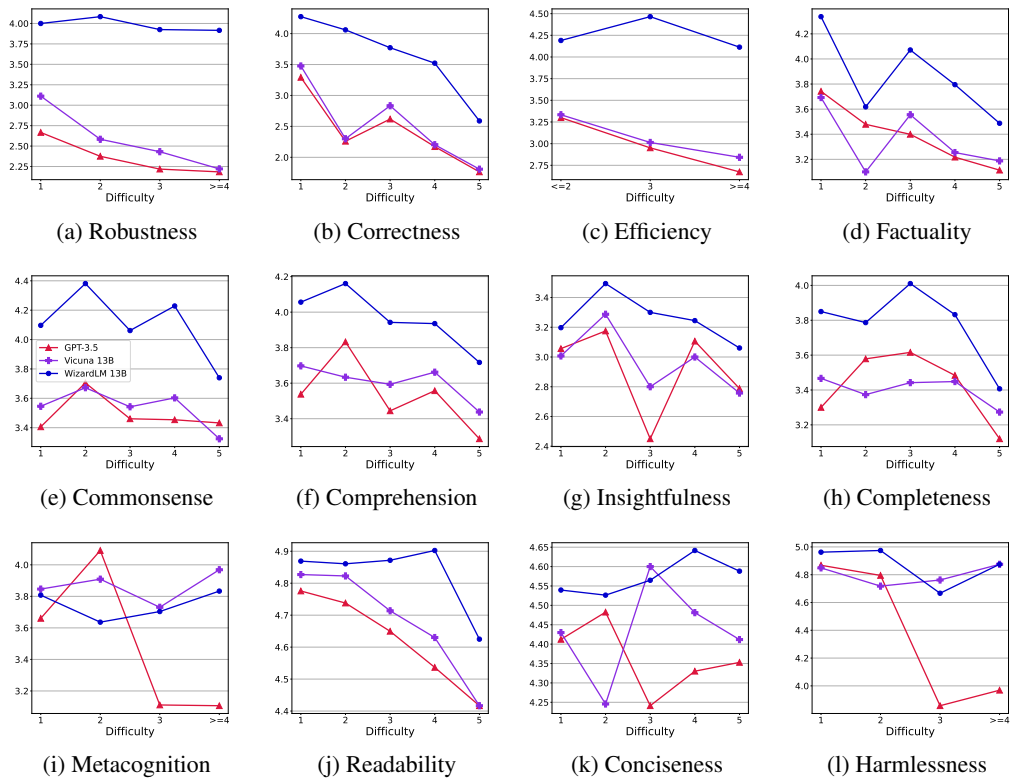 4.00
3.75
3.50
3.25
3.00
2.75
2.50
2.25
1 2 3 >=4
Difficulty
(a) Robustness
4.0
3.5
3.0
2.5
2.0
1 2 3 4 5
Difficulty
(b) Correctness
4.50
4.25
4.00
3.75
3.50
3.25
3.00
2.75
<=2 3 >=4
Difficulty
(c) Efficiency
4.2
4.0
3.8
3.6
3.4
3.2
1 2 3 4 5
Difficulty
(d) Factuality
4.4
4.2
4.0
3.8
3.6
3.4
GPT-3.5
Vicuna 13B
WizardLM 13B
1 2 3 4 5
Difficulty
(e) Commonsense
4.2
4.0
3.8
3.6
3.4
1 2 3 4 5
Difficulty
(f) Comprehension
3.4
3.2
3.0
2.8
2.6
2.4
1 2 3 4 5
Difficulty
(g) Insightfulness
4.0
3.8
3.6
3.4
3.2
1 2 3 4 5
Difficulty
(h) Completeness
4.0
3.8
3.6
3.4
3.2
1 2 3 >=4
Difficulty
(i) Metacognition
4.9
4.8
4.7
4.6
4.5
4.4
1 2 3 4 5
Difficulty
(j) Readability
4.65
4.60
4.55
4.50
4.45
4.40
4.35
4.30
4.25
1 2 3 4 5
Difficulty
(k) Conciseness
5.0
4.8
4.6
4.4
4.2
4.0
1 2 3 >=4
Difficulty
(l) Harmlessness